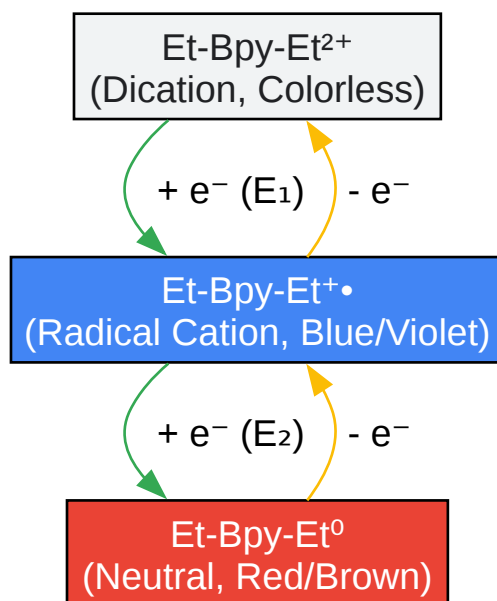 Et-Bpy-Et²⁺
(Dication, Colorless)
+ e⁻ (E₁) - e⁻
Et-Bpy-Et⁺•
(Radical Cation, Blue/Violet)
+ e⁻ (E₂) - e⁻
Et-Bpy-Et⁰
(Neutral, Red/Brown)